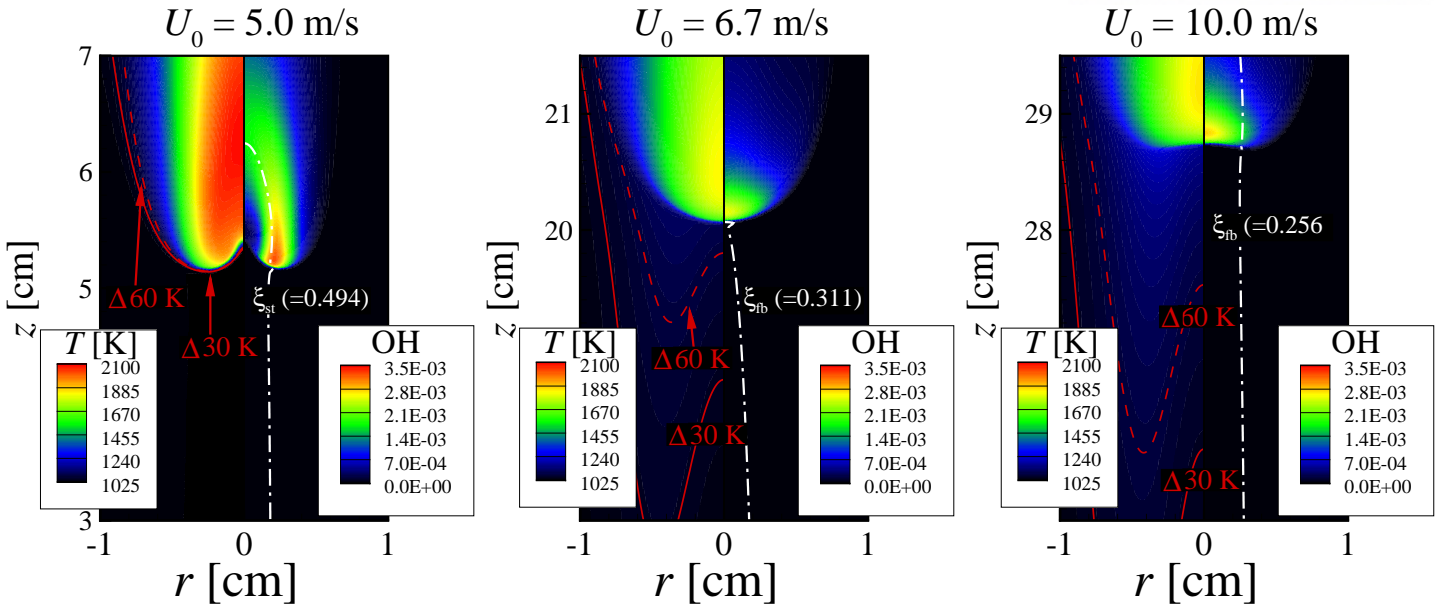 U0 = 5.0 m/s
7
6
5
3
z [cm]
Δ60 K
Δ30 K
ξst (=0.494)
T [K]
2100
1885
1670
1455
1240
1025
OH
3.5E-03
2.8E-03
2.1E-03
1.4E-03
7.0E-04
0.0E+00
-1
0
1
r [cm]
U0 = 6.7 m/s
21
20
z [cm]
ξfb (=0.311)
Δ60 K
Δ30 K
T [K]
2100
1885
1670
1455
1240
1025
OH
3.5E-03
2.8E-03
2.1E-03
1.4E-03
7.0E-04
0.0E+00
-1
0
1
r [cm]
U0 = 10.0 m/s
29
28
z [cm]
ξfb (=0.256
Δ60 K
Δ30 K
T [K]
2100
1885
1670
1455
1240
1025
OH
3.5E-03
2.8E-03
2.1E-03
1.4E-03
7.0E-04
0.0E+00
-1
0
1
r [cm]